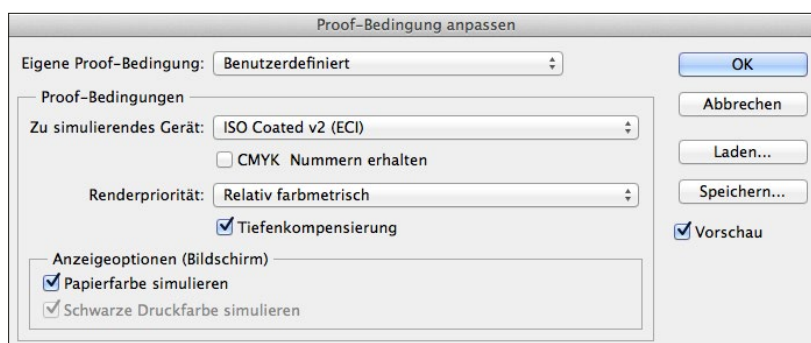 Proof-Bedingung anpassen
Eigene Proof-Bedingung: Benutzerdefiniert
OK
Proof-Bedingungen
Abbrechen
Zu simulierendes Gerät: ISO Coated v2 (ECI)
CMYK Nummern erhalten
Laden...
Renderpriorität: Relativ farbmetrisch
Speichern...
Tiefenkompensierung
Vorschau
Anzeigeoptionen (Bildschirm)
Papierfarbe simulieren
Schwarze Druckfarbe simulieren